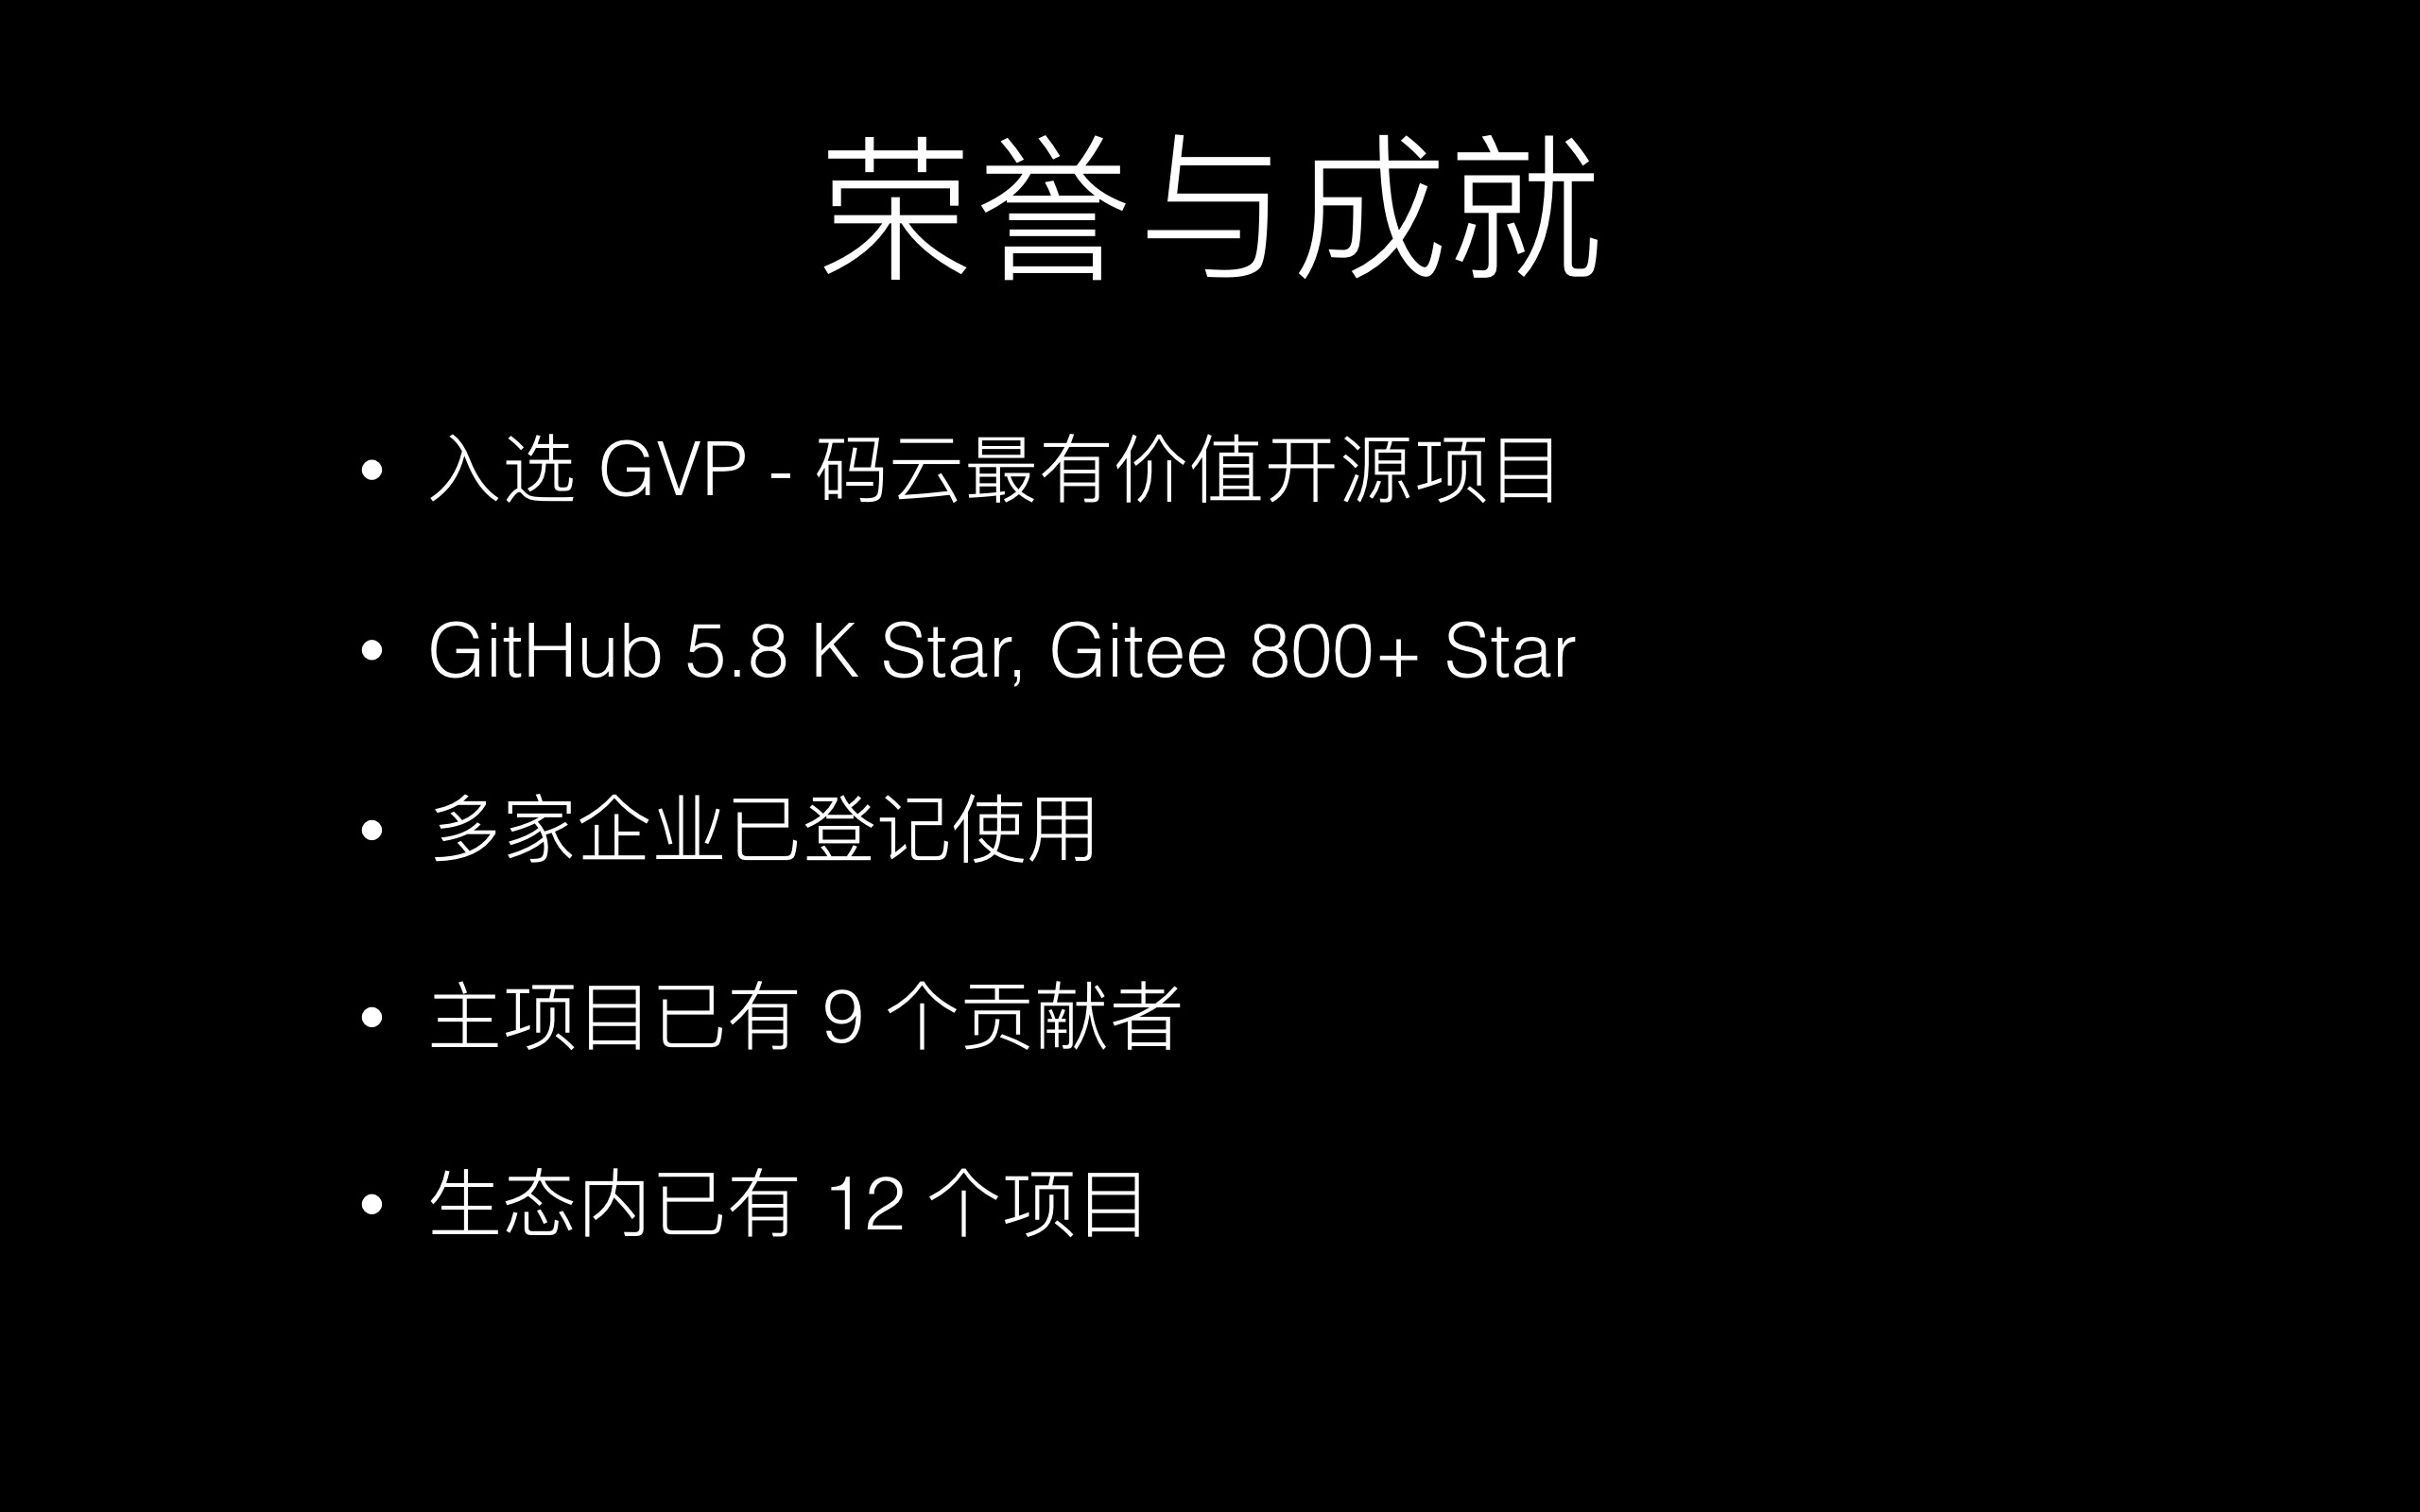 荣誉与成就
• 入选 GVP - 码云最有价值开源项目
• GitHub 5.8 K Star, Gitee 800+ Star
• 多家企业已登记使用
• 主项目已有 9 个贡献者
• 生态内已有 12 个项目